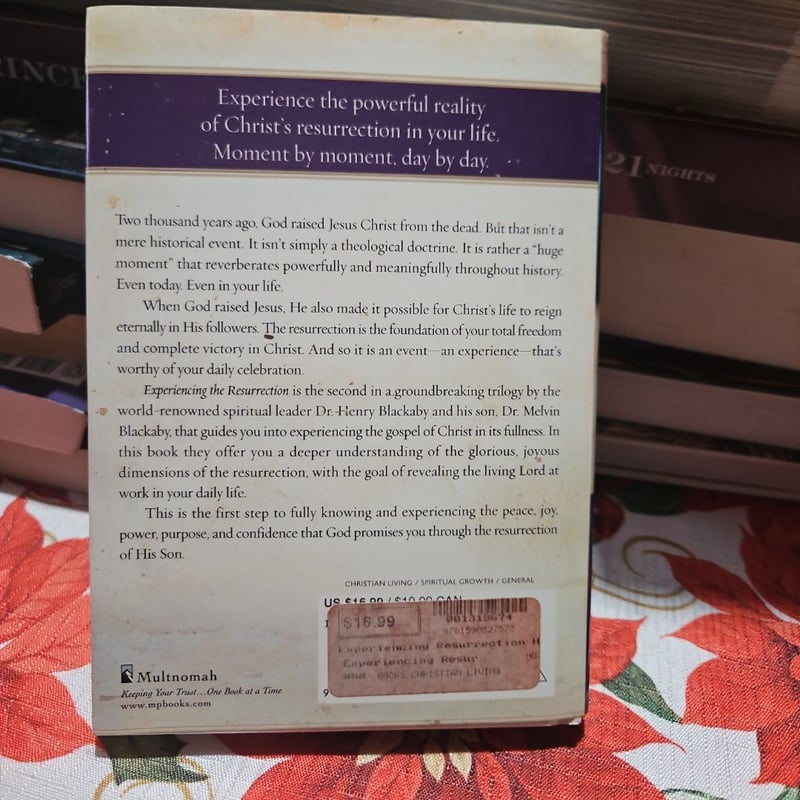 Experience the powerful reality
of Christ's resurrection in your life.
Moment by moment, day by day.
21 NIGHTS
Two thousand years ago, God raised Jesus Christ from the dead. But that isn't a
mere historical event. It isn't simply a theological doctrine. It is rather a "huge
moment" that reverberates powerfully and meaningfully throughout history.
Even today. Even in your life.
When God raised Jesus, He also made it possible for Christ's life to reign
eternally in His followers. The resurrection is the foundation of your total freedom
and complete victory in Christ. And so it is an event—an experience—that's
worthy of your daily celebration.
Experiencing the Resurrection is the second in a groundbreaking trilogy by the
world-renowned spiritual leader Dr. Henry Blackaby and his son, Dr. Melvin
Blackaby, that guides you into experiencing the gospel of Christ in its fullness. In
this book they offer you a deeper understanding of the glorious, joyous
dimensions of the resurrection, with the goal of revealing the living Lord at
work in your daily life.
This is the first step to fully knowing and experiencing the peace, joy,
power, purpose, and confidence that God promises you through the resurrection
of His Son.
CHRISTIAN LIVING / SPIRITUAL GROWTH / GENERAL
US $16.99
$16.99
001319674
Experiencing Resurrection H
Experiencing Resur
BOOKS CHRISTIAN LIVING
Multnomah
Keeping Your Trust...One Book at a Time
www.mpbooks.com